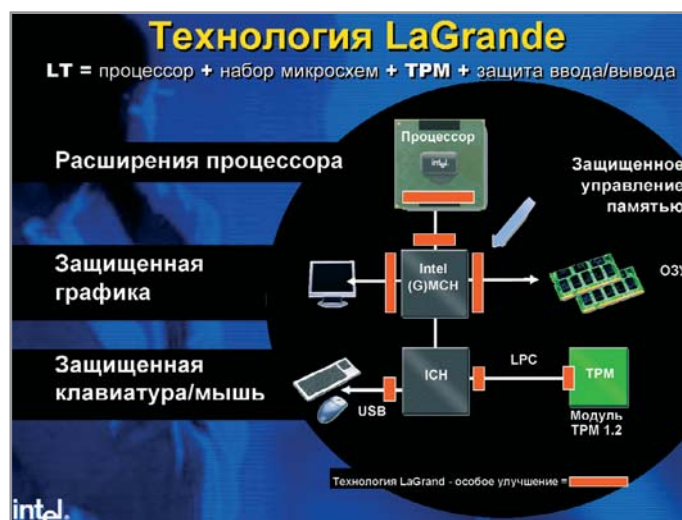 Технология LaGrande
LT = процессор + набор микросхем + TPM + защита ввода/вывода
Расширения процессора
Процессор
intel
Защищенное
управление
памятью
Защищенная
графика
Intel
(G)MCH
ОЗУ
Защищенная
клавиатура/мышь
USB
ICH
LPC
TPM
Модуль
TPM 1.2
Технология LaGrand - особое улучшение =
intel.